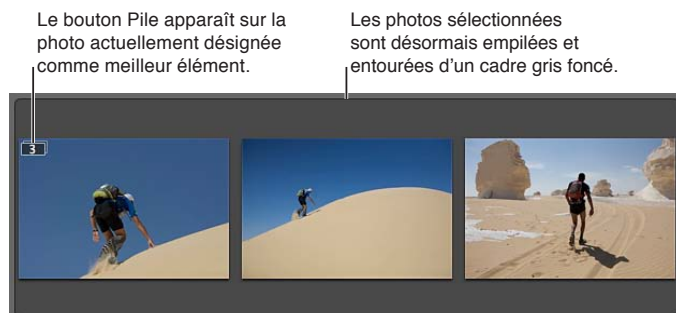 Le bouton Pile apparaît sur la
photo actuellement désignée
comme meilleur élément.
Les photos sélectionnées
sont désormais empilées et
entourées d'un cadre gris foncé.
3